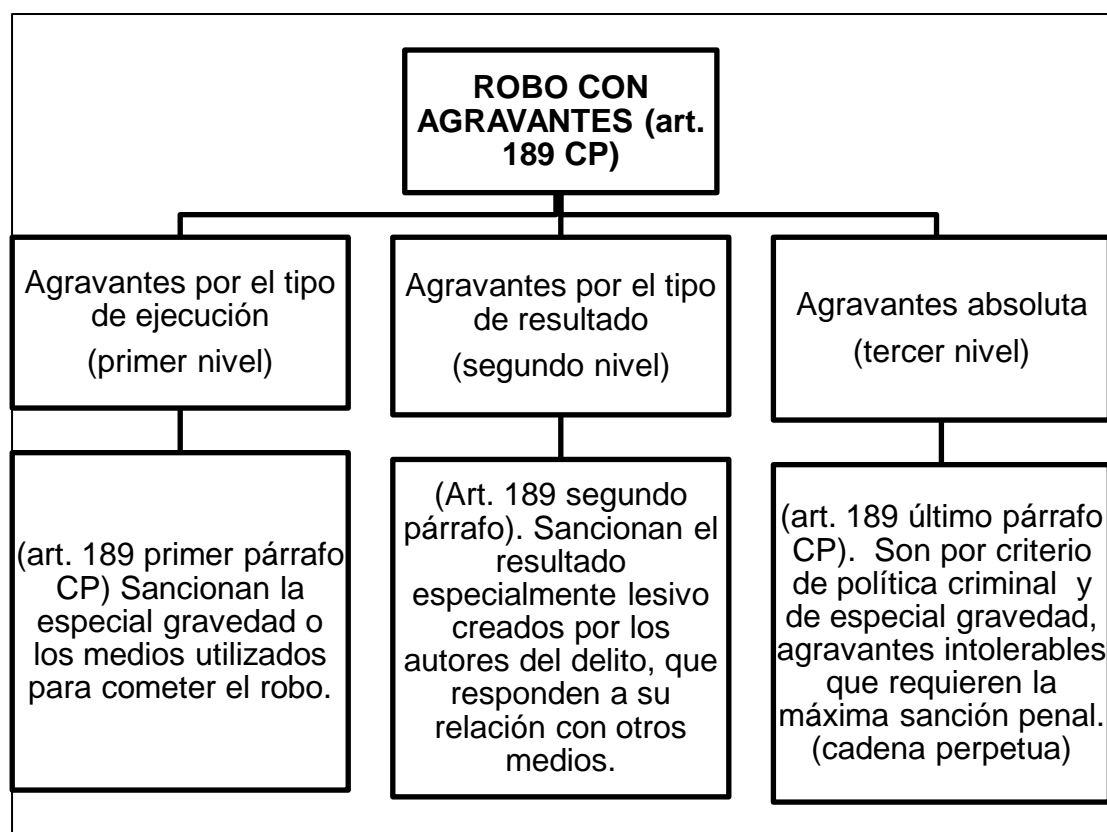 ROBO CON
AGRAVANTES (art.
189 CP)
Agravantes por el tipo
de ejecución
(primer nivel)
Agravantes por el tipo
de resultado
(segundo nivel)
Agravantes absoluta
(tercer nivel)
(art. 189 primer párrafo
CP) Sancionan la
especial gravedad o
los medios utilizados
para cometer el robo.
(Art. 189 segundo
párrafo). Sancionan el
resultado
especialmente lesivo
creados por los
autores del delito, que
responden a su
relación con otros
medios.
(art. 189 último párrafo
CP).  Son por criterio
de política criminal  y
de especial gravedad,
agravantes intolerables
que requieren la
máxima sanción penal.
(cadena perpetua)